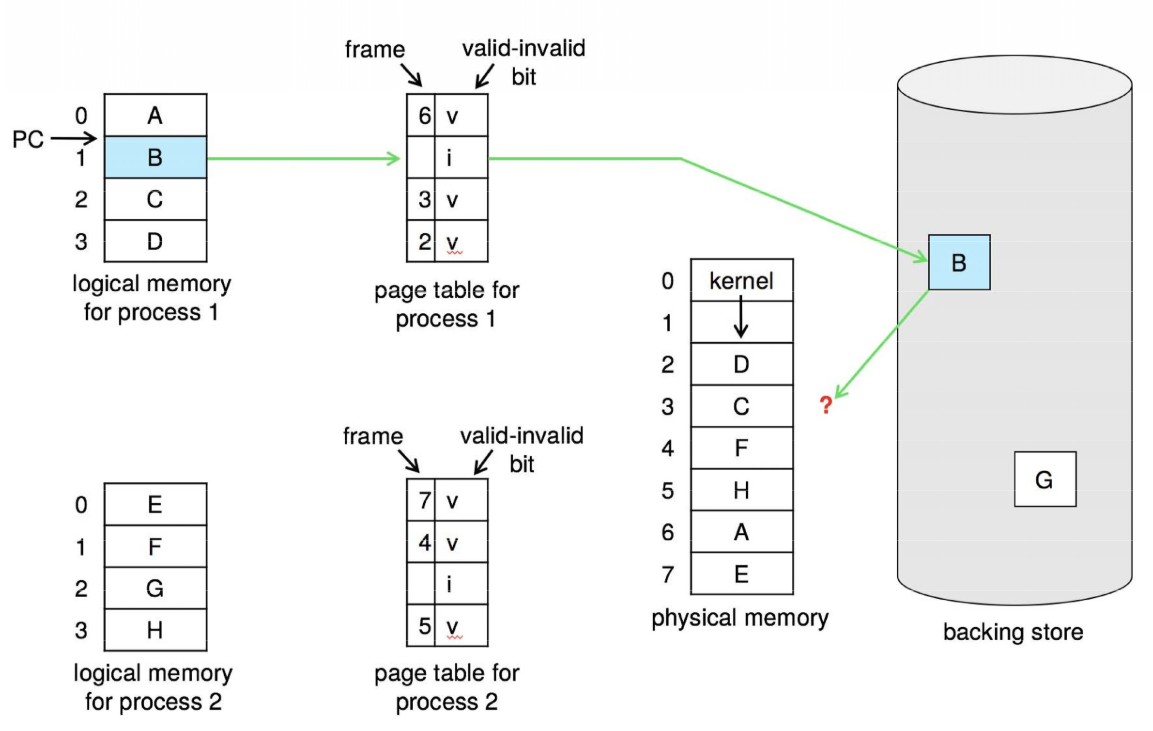 frame
valid-invalid
bit
0
A
PC
1
B
2
C
3
D
logical memory
for process 1
6
v
i
3
v
2
v
page table for
process 1
0
kernel
1
2
D
3
C
4
F
5
H
6
A
7
E
physical memory
B
?
G
backing store
frame
valid-invalid
bit
0
E
1
F
2
G
3
H
logical memory
for process 2
7
v
4
v
i
5
v
page table for
process 2